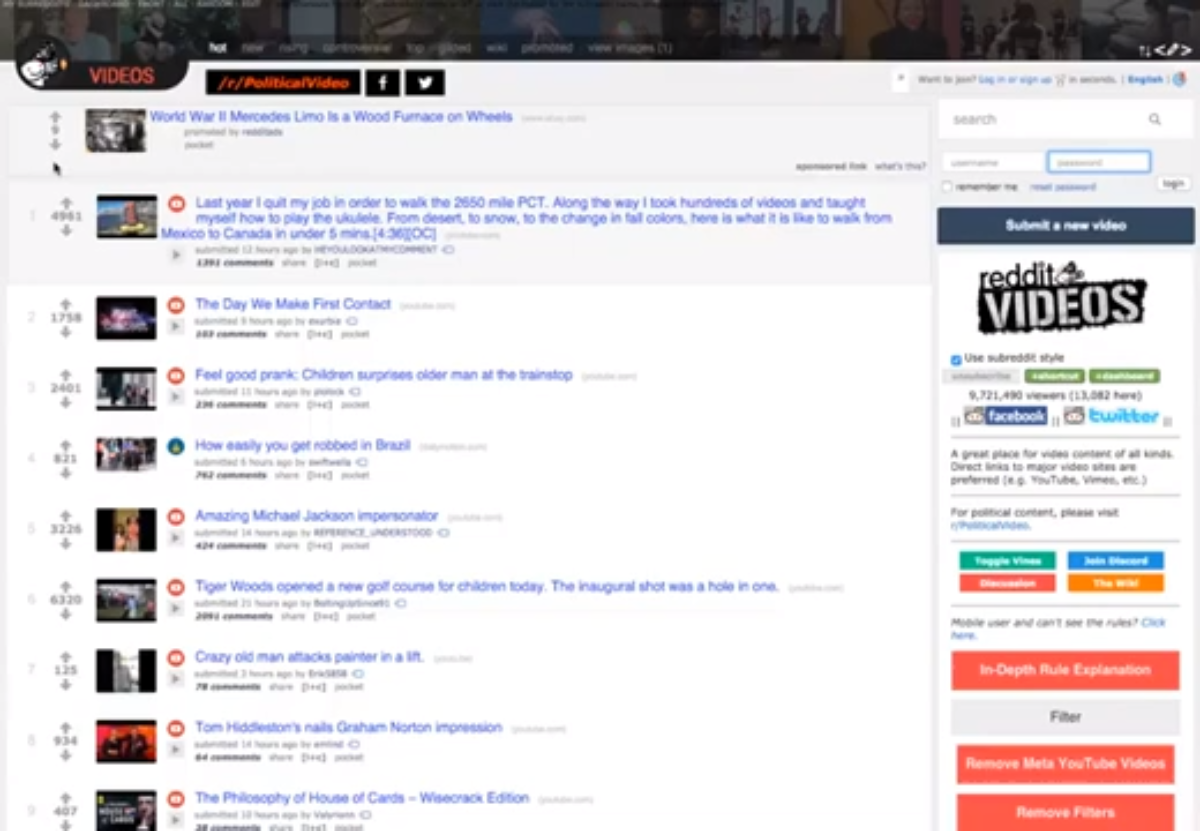 hot new rising controversial top gilded wiki promoted view images (1)
VIDEOS
/r/PoliticalVideo
Want to join? Log in or sign up in seconds. | English
World War II Mercedes Limo Is a Wood Furnace on Wheels
promoted by redditads
pocket
sponsored link what's this?
search
username password
remember me reset password login
Submit a new video
1
4961
Last year I quit my job in order to walk the 2650 mile PCT. Along the way I took hundreds of videos and taught
myself how to play the ukulele. From desert, to snow, to the change in fall colors, here is what it is like to walk from
Mexico to Canada in under 5 mins.[4:36][OC] (youtube.com)
submitted 12 hours ago by HEYOULOOKATMYCOMMENT
1391 comments share [l+c] pocket
2
1758
The Day We Make First Contact (youtube.com)
submitted 9 hours ago by
103 comments share [l+c] pocket
3
2401
Feel good prank: Children surprises older man at the trainstop (youtube.com)
submitted 11 hours ago by
236 comments share [l+c] pocket
4
821
How easily you get robbed in Brazil
submitted 6 hours ago by
762 comments share [l+c] pocket
5
3226
Amazing Michael Jackson impersonator (youtube.com)
submitted 14 hours ago by REFERENCE_UNDERSTOOD
424 comments share [l+c] pocket
6
6320
Tiger Woods opened a new golf course for children today. The inaugural shot was a hole in one. (youtube.com)
submitted 21 hours ago by
2091 comments share [l+c] pocket
7
125
Crazy old man attacks painter in a lift.
submitted 3 hours ago by Erik5858
78 comments share [l+c] pocket
8
934
Tom Hiddleston's nails Graham Norton impression (youtube.com)
submitted 14 hours ago by
64 comments share [l+c] pocket
9
407
The Philosophy of House of Cards – Wisecrack Edition (youtube.com)
submitted 10 hours ago by
38 comments share [l+c] pocket
reddit
VIDEOS
Use subreddit style
unsubscribe +shortcut +dashboard
9,721,490 viewers (13,082 here)
|| facebook || twitter ||
A great place for video content of all kinds.
Direct links to major video sites are
preferred (e.g. YouTube, Vimeo, etc.)
For political content, please visit
r/PoliticalVideo.
Toggle Vines Join Discord
Discussion The Wiki
Mobile user and can't see the rules? Click
here.
In-Depth Rule Explanation
Filter
Remove Meta YouTube Videos
Remove Filters